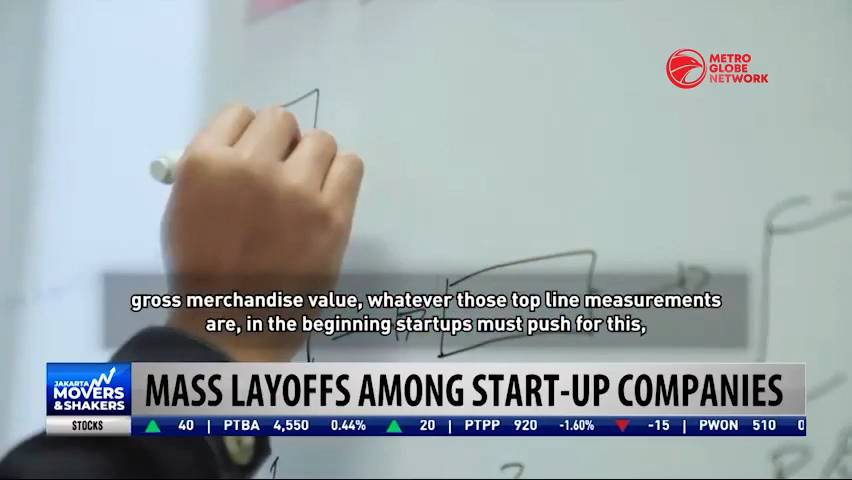 METRO
GLOBE
NETWORK
gross merchandise value, whatever those top line measurements
are, in the beginning startups must push for this,
JAKARTA
MOVERS
& SHAKERS
MASS LAYOFFS AMONG START-UP COMPANIES
STOCKS
40 | PTBA 4,550 0.44% 20 | PTPP 920 -1.60% -15 | PWON 510 0